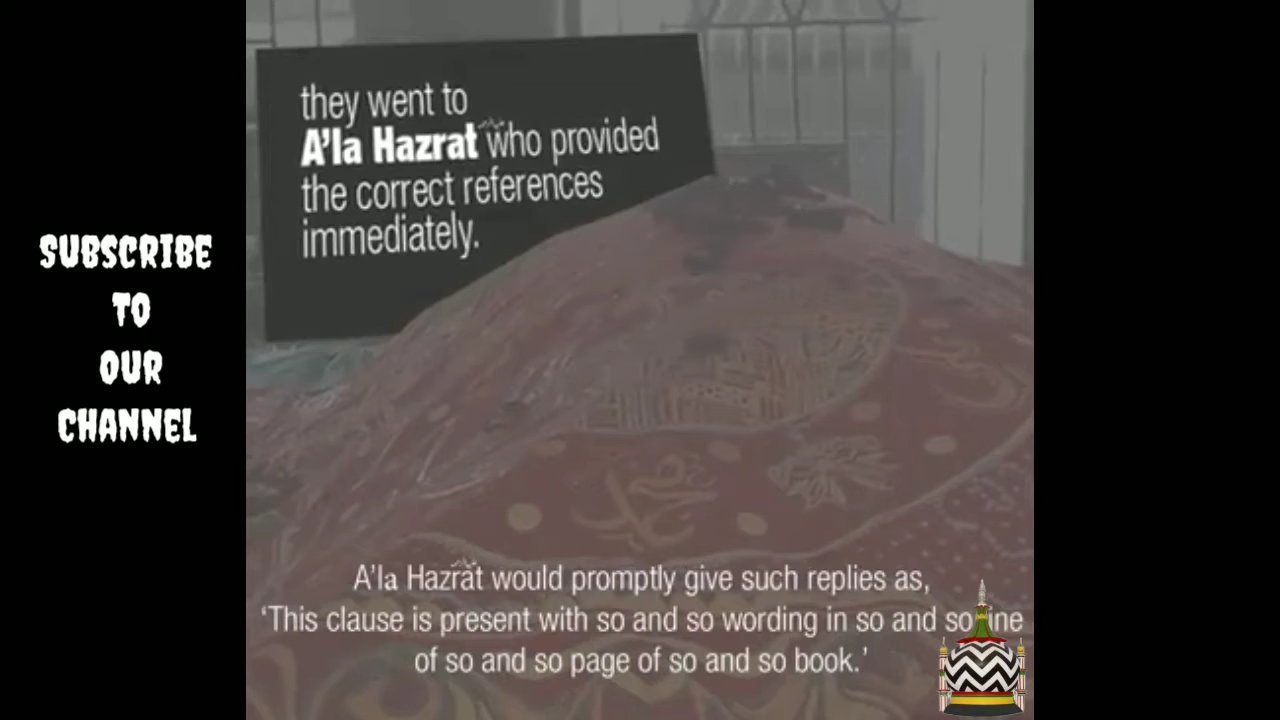 SUBSCRIBE
TO
OUR
CHANNEL
they went to
A'la Hazrat who provided
the correct references
immediately.
A'la Hazrat would promptly give such replies as,
'This clause is present with so and so wording in so and so ine
of so and so page of so and so book.'